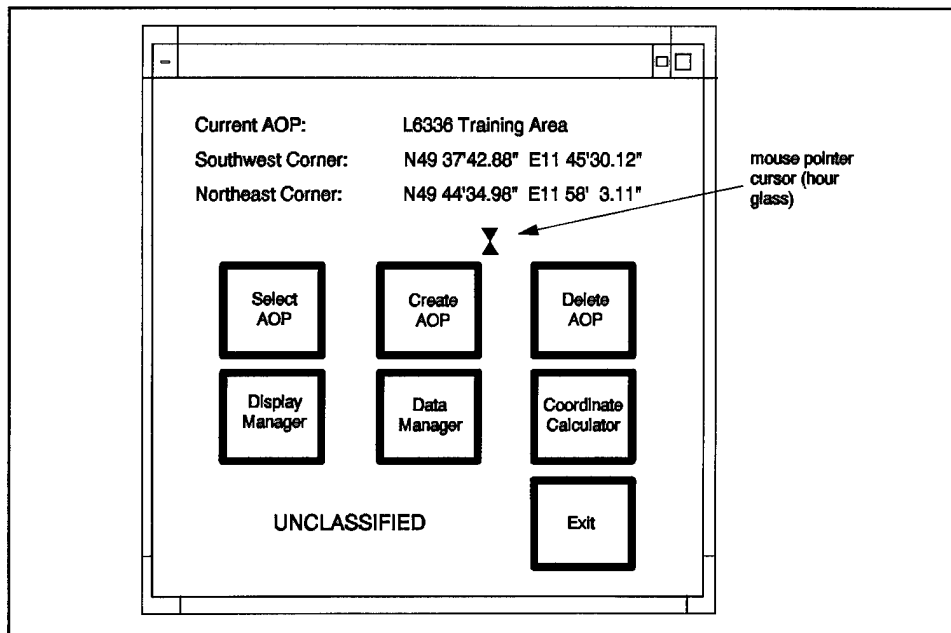 Current AOP: L6336 Training Area
Southwest Corner: N49 37'42.88" E11 45'30.12"
Northeast Corner: N49 44'34.98" E11 58' 3.11"
mouse pointer
cursor (hour
glass)
Select
AOP
Create
AOP
Delete
AOP
Display
Manager
Data
Manager
Coordinate
Calculator
UNCLASSIFIED
Exit